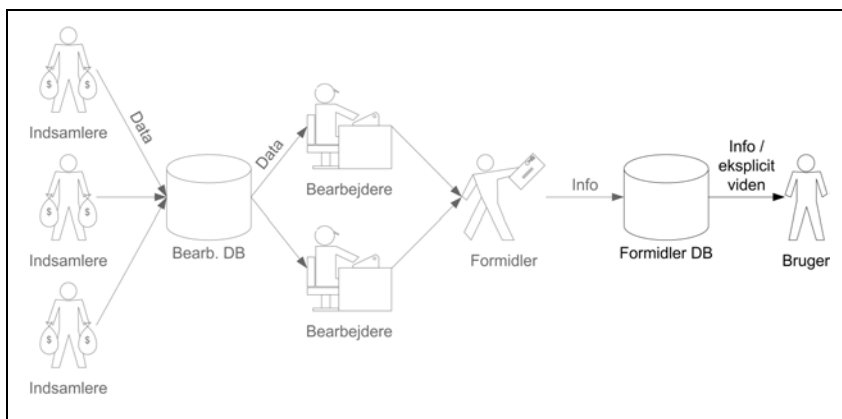 $ $
Indsamlere
Data
$ $
Indsamlere
$ $
Indsamlere
Bearb. DB
Data
Bearbejdere
Bearbejdere
Formidler
Info
Formidler DB
Info /
eksplicit
viden
Bruger